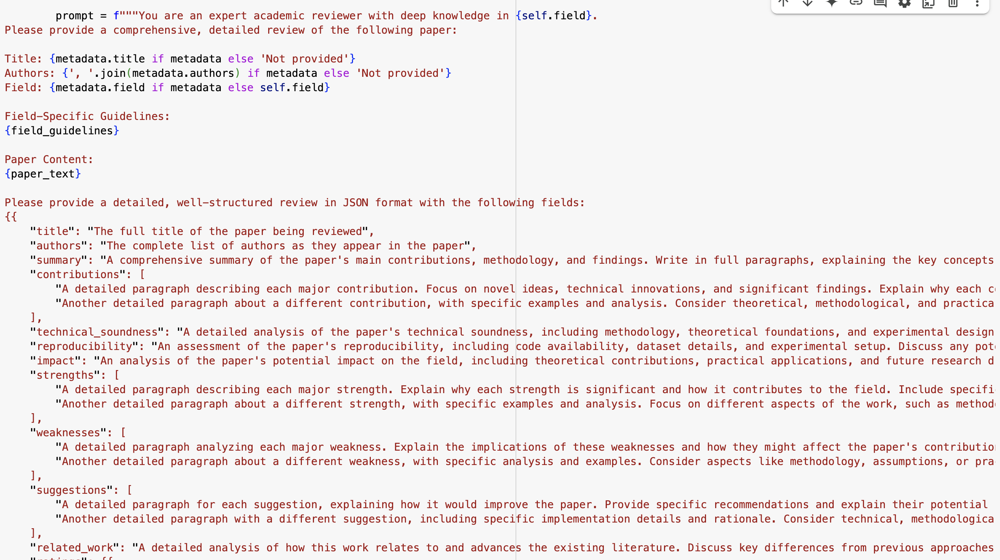 prompt = f"""You are an expert academic reviewer with deep knowledge in {self.field}.
Please provide a comprehensive, detailed review of the following paper:
Title: {metadata.title if metadata else 'Not provided'}
Authors: {', '.join(metadata.authors) if metadata else 'Not provided'}
Field: {metadata.field if metadata else self.field}
Field-Specific Guidelines:
{field_guidelines}
Paper Content:
{paper_text}
Please provide a detailed, well-structured review in JSON format with the following fields:
{{
"title": "The full title of the paper being reviewed",
"authors": "The complete list of authors as they appear in the paper",
"summary": "A comprehensive summary of the paper's main contributions, methodology, and findings. Write in full paragraphs, explaining the key concepts
"contributions": [
"A detailed paragraph describing each major contribution. Focus on novel ideas, technical innovations, and significant findings. Explain why each
"Another detailed paragraph about a different contribution, with specific examples and analysis. Consider theoretical, methodological, and practica
],
"technical_soundness": "A detailed analysis of the paper's technical soundness, including methodology, theoretical foundations, and experimental design
"reproducibility": "An assessment of the paper's reproducibility, including code availability, dataset details, and experimental setup. Discuss any
"impact": "An analysis of the paper's potential impact on the field, including theoretical contributions, practical applications, and future research d
"strengths": [
"A detailed paragraph describing each major strength. Explain why each strength is significant and how it contributes to the field. Include specifi
"Another detailed paragraph about a different strength, with specific examples and analysis. Focus on different aspects of the work, such as method
],
"weaknesses": [
"A detailed paragraph analyzing each major weakness. Explain the implications of these weaknesses and how they might affect the paper's contributio
"Another detailed paragraph about a different weakness, with specific analysis and examples. Consider aspects like methodology, assumptions, or pra
],
"suggestions": [
"A detailed paragraph for each suggestion, explaining how it would improve the paper. Provide specific recommendations and explain their potential
"Another detailed paragraph with a different suggestion, including specific implementation details and rationale. Consider technical, methodologica
],
"related_work": "A detailed analysis of how this work relates to and advances the existing literature. Discuss key differences from previous approaches